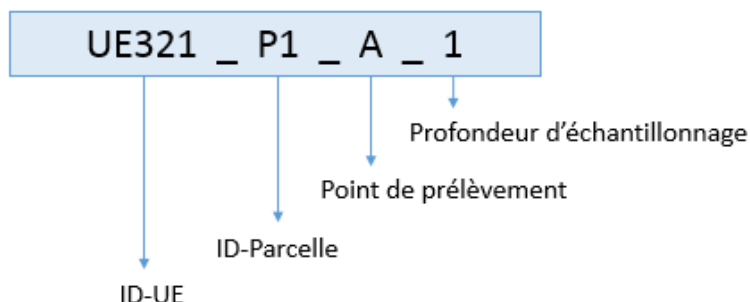 UE321 _ P1 _ A _ 1
Profondeur d'échantillonnage
Point de prélèvement
ID-Parcelle
ID-UE